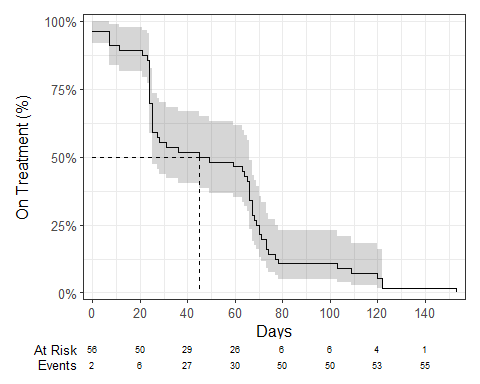 100%
75%
50%
25%
0%
On Treatment (%)
0 20 40 60 80 100 120 140
Days
At Risk 56 50 29 26 6 6 4 1
Events 2 6 27 30 50 50 53 55